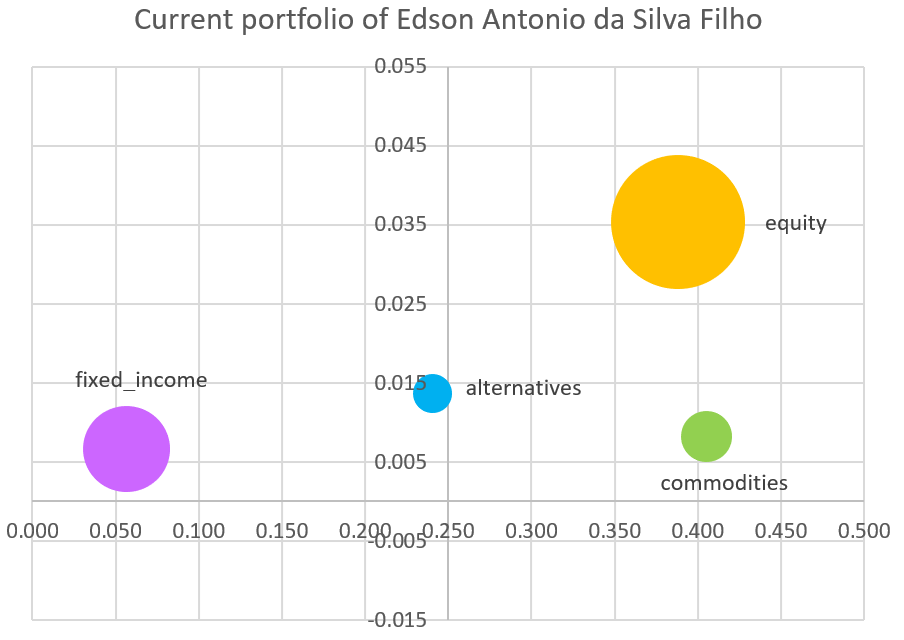 Current portfolio of Edson Antonio da Silva Filho
0.055
0.045
0.035
equity
0.025
fixed_income
0.015
alternatives
0.005
commodities
0.000 0.050 0.100 0.150 0.200 0.250 0.300 0.350 0.400 0.450 0.500
-0.005
-0.015